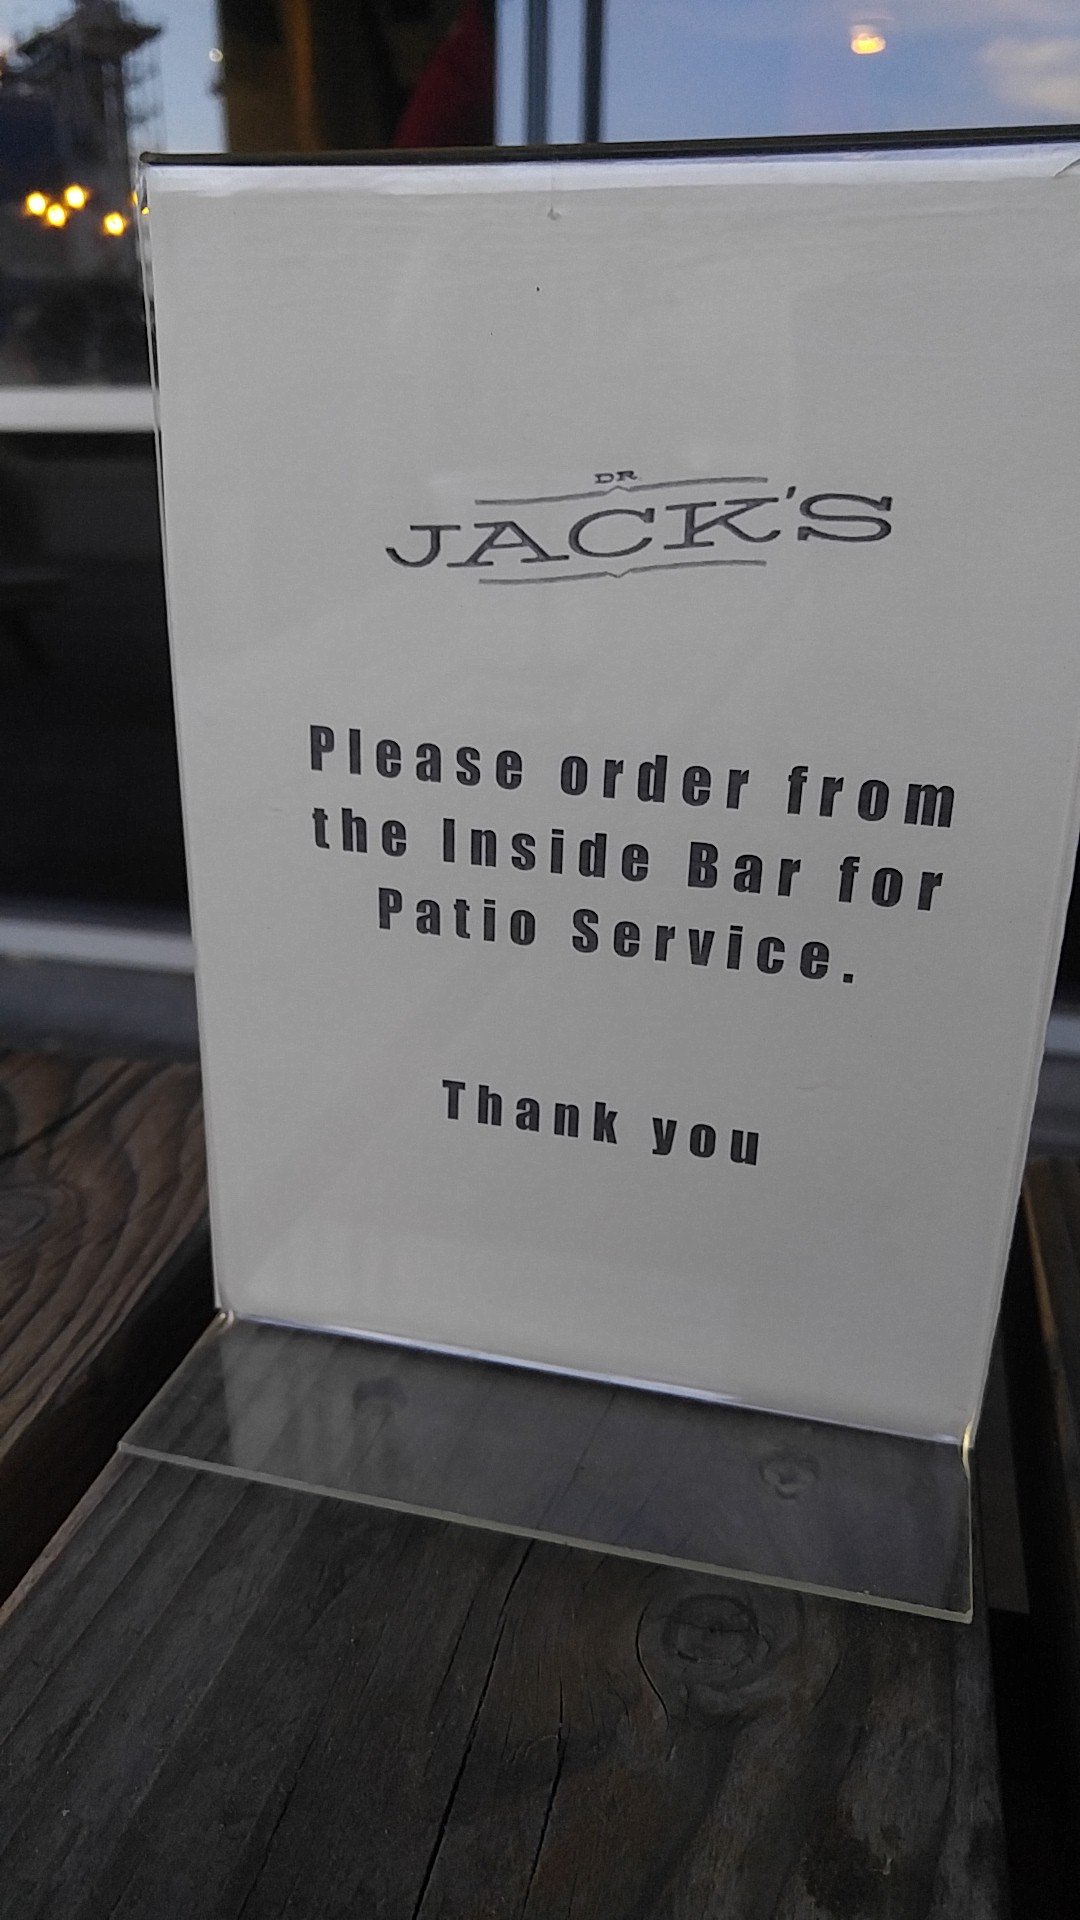 DR
JACK'S
Please order from
the Inside Bar for
Patio Service.
Thank you